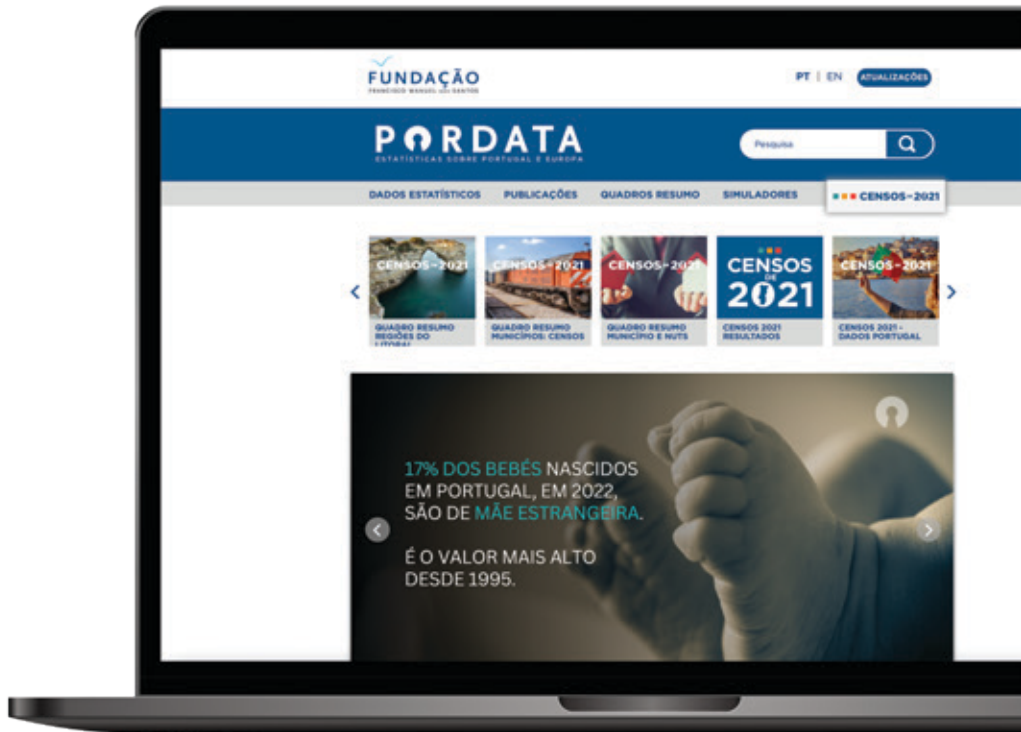 FUNDAÇÃO
FRANCISCO MANUEL DOS SANTOS
PT | EN
ATUALIZAÇÕES
PORDATA
ESTATÍSTICAS SOBRE PORTUGAL E EUROPA
Pesquisa
DADOS ESTATÍSTICOS
PUBLICAÇÕES
QUADROS RESUMO
SIMULADORES
CENSOS-2021
CENSOS-2021
CENSOS-2021
CENSOS-2021
CENSOS
DE
2021
CENSOS-2021
QUADRO RESUMO
REGIÕES DO
LITORAL
QUADRO RESUMO
MUNICÍPIOS: CENSOS
QUADRO RESUMO
MUNICÍPIO E NUTS
CENSOS 2021
RESULTADOS
CENSOS 2021 -
DADOS PORTUGAL
17% DOS BEBÉS NASCIDOS
EM PORTUGAL, EM 2022,
SÃO DE MÃE ESTRANGEIRA.
É O VALOR MAIS ALTO
DESDE 1995.